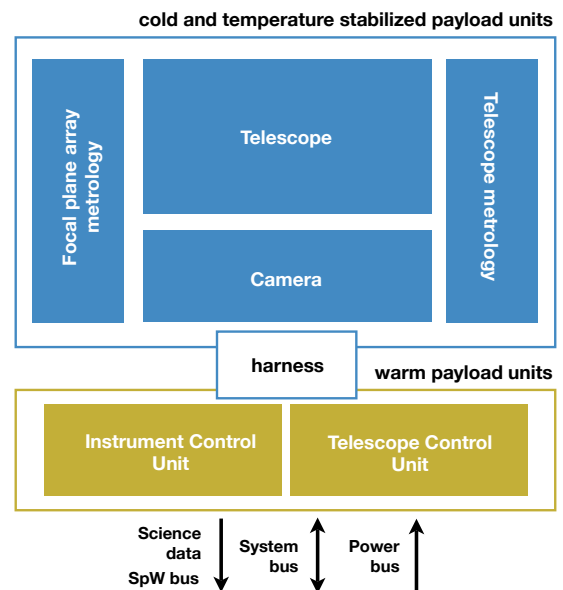 cold and temperature stabilized payload units
Focal plane array
metrology
Telescope
Camera
Telescope metrology
harness
warm payload units
Instrument Control
Unit
Telescope Control
Unit
Science
data
SpW bus
System
bus
Power
bus